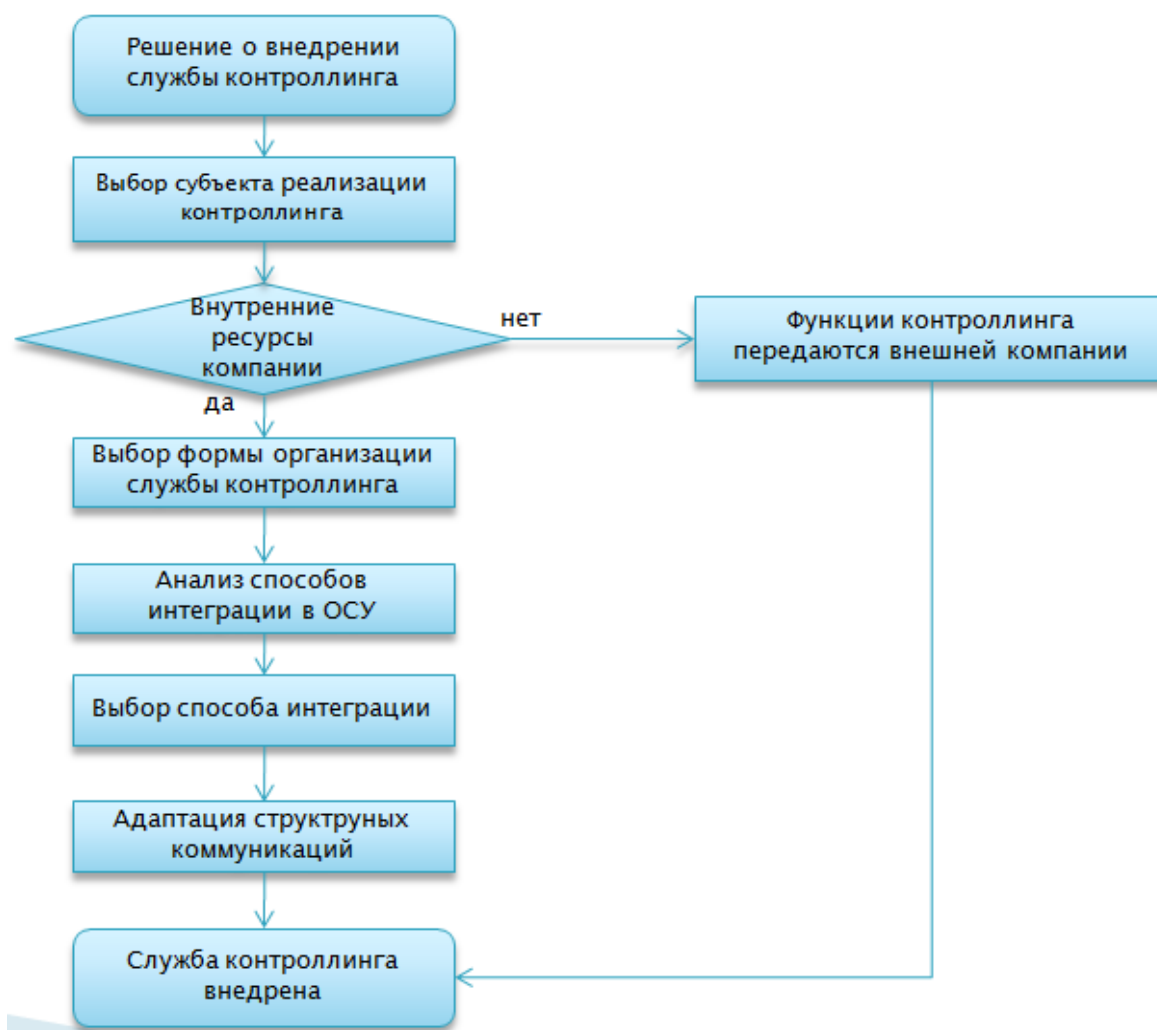 Решение о внедрении
службы контроллинга
Выбор субъекта реализации
контроллинга
Внутренние
ресурсы
компании
нет
Функции контроллинга
передаются внешней компании
да
Выбор формы организации
службы контроллинга
Анализ способов
интеграции в ОСУ
Выбор способа интеграции
Адаптация структруных
коммуникаций
Служба контроллинга
внедрена